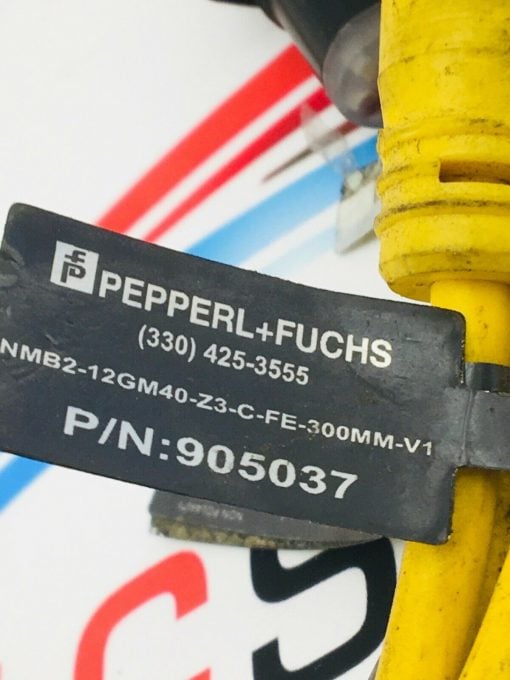 PEPPERL+FUCHS
(330) 425-3555
NMB2-12GM40-Z3-C-FE-300MM-V1
P/N:905037